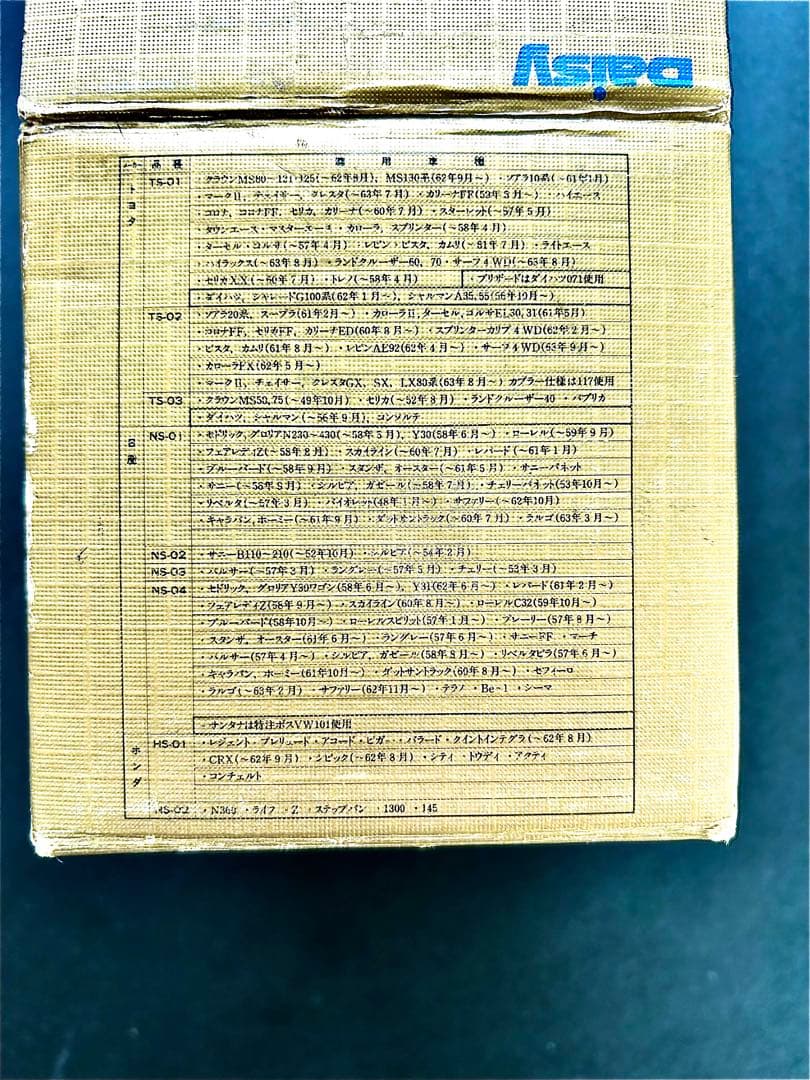 Daisy
メーカー 品種 適用車種
トヨタ
TS-01 ・クラウンMS80〜121・125(〜62年8月)、MS130系(62年9月〜) ・ソアラ10系(〜61年1月)
・マークII、チェイサー、クレスタ(〜63年7月) ・カリーナFF(59年5月〜) ・ハイエース
・コロナ、コロナFF、セリカ、カリーナ(〜60年7月) ・スターレット(〜57年5月)
・タウンエース・マスターエース ・カローラ、スプリンター(〜58年4月)
・ターセル・コルサ(〜57年4月) ・レビン・ビスタ、カムリ(〜61年7月) ・ライトエース
・ハイラックス(〜63年8月) ・ランドクルーザー60、70 ・サーフ4WD(〜63年8月)
・セリカXX(〜56年7月) ・トレノ(〜58年4月) ・ブリザードはダイハツ071使用
・ダイハツ、シャレードG100系(62年1月〜)、シャルマンA35,55(56年10月〜)
TS-02 ・ソアラ20系、スープラ(61年2月〜) ・カローラII、ターセル,コルサEL30,31(61年5月)
・コロナFF、セリカFF、カリーナED(60年8月〜) ・スプリンターカリブ4WD(62年2月〜)
・ビスタ、カムリ(61年8月〜) ・レビンAE92(62年4月〜) ・サーフ4WD(63年9月〜)
・カローラFX(62年5月〜)
・マークII、チェイサー、クレスタGX、SX、LX80系(63年8月〜)カプラー仕様は117使用
TS-03 ・クラウンMS50,75(〜49年10月) ・セリカ(〜52年8月) ・ランドクルーザー40 ・パブリカ
・ダイハツ、シャルマン(〜56年9月)、コンソルテ
日産
NS-01 ・セドリック,グロリアN230〜430(〜58年5月)、Y30(58年6月〜) ・ローレル(〜59年9月)
・フェアレディZ(〜58年8月) ・スカイライン(〜60年7月) ・レパード(〜61年1月)
・ブルーバード(〜58年9月) ・スタンザ、オースター(〜61年5月) ・サニー・バネット
・サニー(〜56年8月) ・シルビア、ガゼール(〜58年7月) ・チェリーバネット(53年10月〜)
・リベルタ(〜57年3月) ・バイオレット(48年1月〜) ・サファリー(〜62年10月)
・キャラバン,ホーミー(〜61年9月) ・ダットサントラック(〜60年7月) ・ラルゴ(63年3月〜)
NS-02 ・サニーB110〜210(〜52年10月) ・シルビア(〜54年2月)
NS-03 ・パルサー(〜57年3月) ・ラングレー(〜57年5月) ・チェリー(〜53年3月)
NS-04 ・セドリック、グロリアY30ワゴン(58年6月〜)、Y31(62年6月〜) ・レパード(61年2月〜)
・フェアレディZ(58年9月〜) ・スカイライン(60年8月〜) ・ローレルC32(59年10月〜)
・ブルーバード(58年10月〜) ・ローレルスピリット(57年1月〜) ・プレーリー(57年8月〜)
・スタンザ、オースター(61年6月〜) ・ラングレー(57年6月〜) ・サニーFF ・マーチ
・パルサー(57年4月〜) ・シルビア、ガゼール(58年8月〜) ・リベルタビラ(57年6月〜)
・キャラバン、ホーミー(61年10月〜) ・ダットサントラック(60年8月〜) ・セフィーロ
・ラルゴ(〜63年2月) ・サファリー(62年11月〜) ・テラノ ・Be-1 ・シーマ
・サンタナは特注ボスVW101使用
ホンダ
HS-01 ・レジェント・プレリュード・アコード・ビガー・バラード・クイントインテグラ(〜62年8月)
・CRX(〜62年9月) ・シビック(〜62年8月) ・シティ ・トゥディ ・アクティ
・コンチェルト
HS-02 ・N360 ・ライフ ・Z ・ステップバン ・1300 ・145